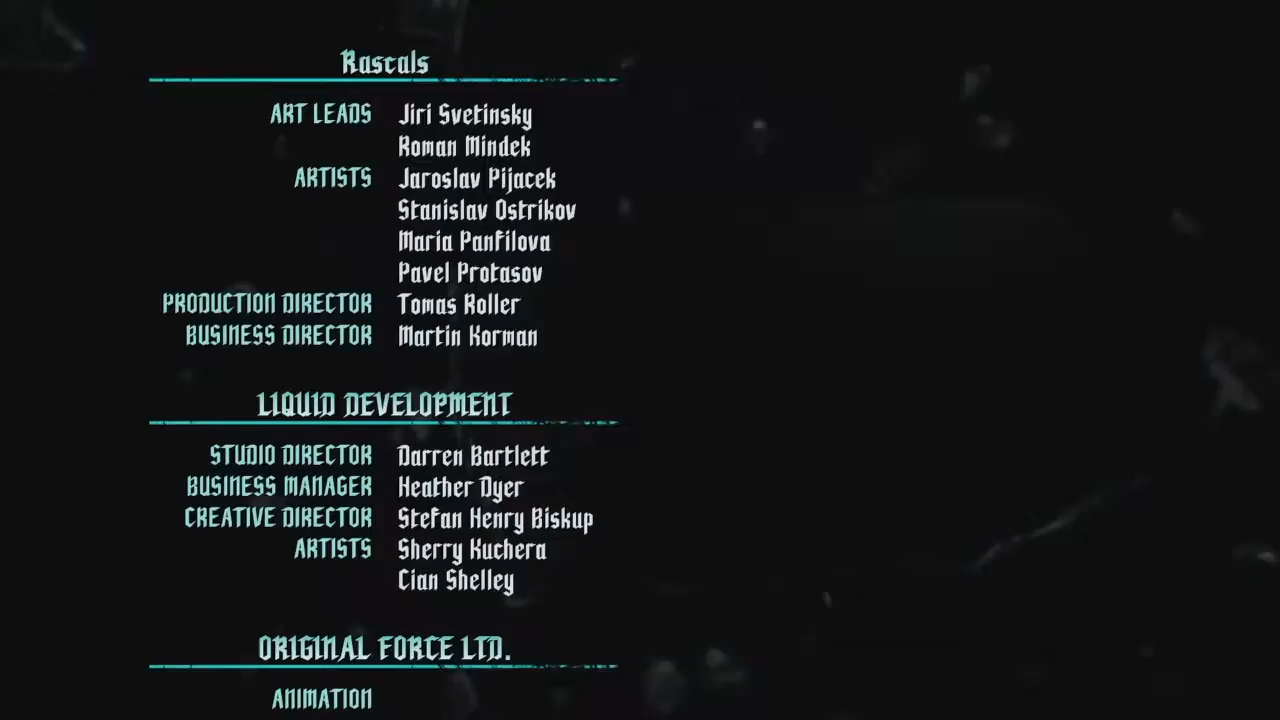 Rascals
ART LEADS Jiri Svetinsky
Roman Mindek
ARTISTS Jaroslav Pijacek
Stanislav Ostrikov
Maria Panfilova
Pavel Protasov
PRODUCTION DIRECTOR Tomas Roller
BUSINESS DIRECTOR Martin Korman
LIQUID DEVELOPMENT
STUDIO DIRECTOR Darren Bartlett
BUSINESS MANAGER Heather Dyer
CREATIVE DIRECTOR Stefan Henry Biskup
ARTISTS Sherry Kuchera
Cian Shelley
ORIGINAL FORCE LTD.
ANIMATION